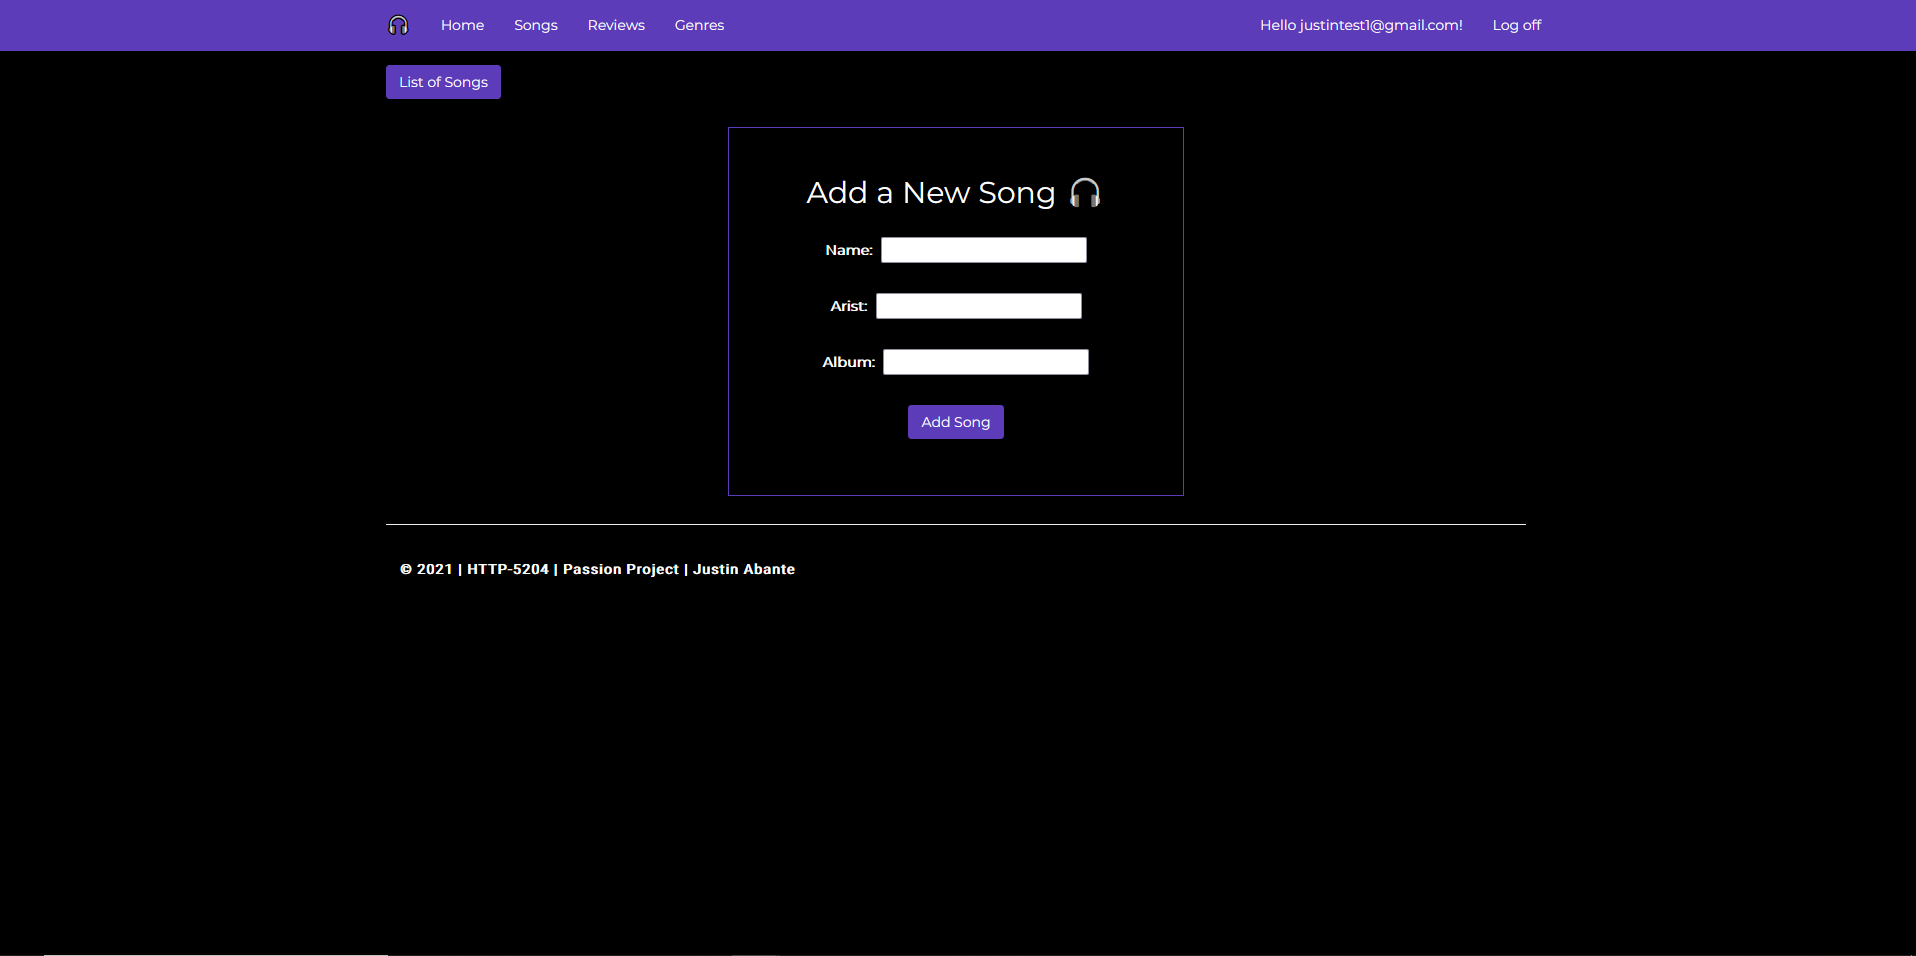 Home Songs Reviews Genres Hello justintest1@gmail.com! Log off
List of Songs
Add a New Song
Name:
Arist:
Album:
Add Song
© 2021 | HTTP-5204 | Passion Project | Justin Abante